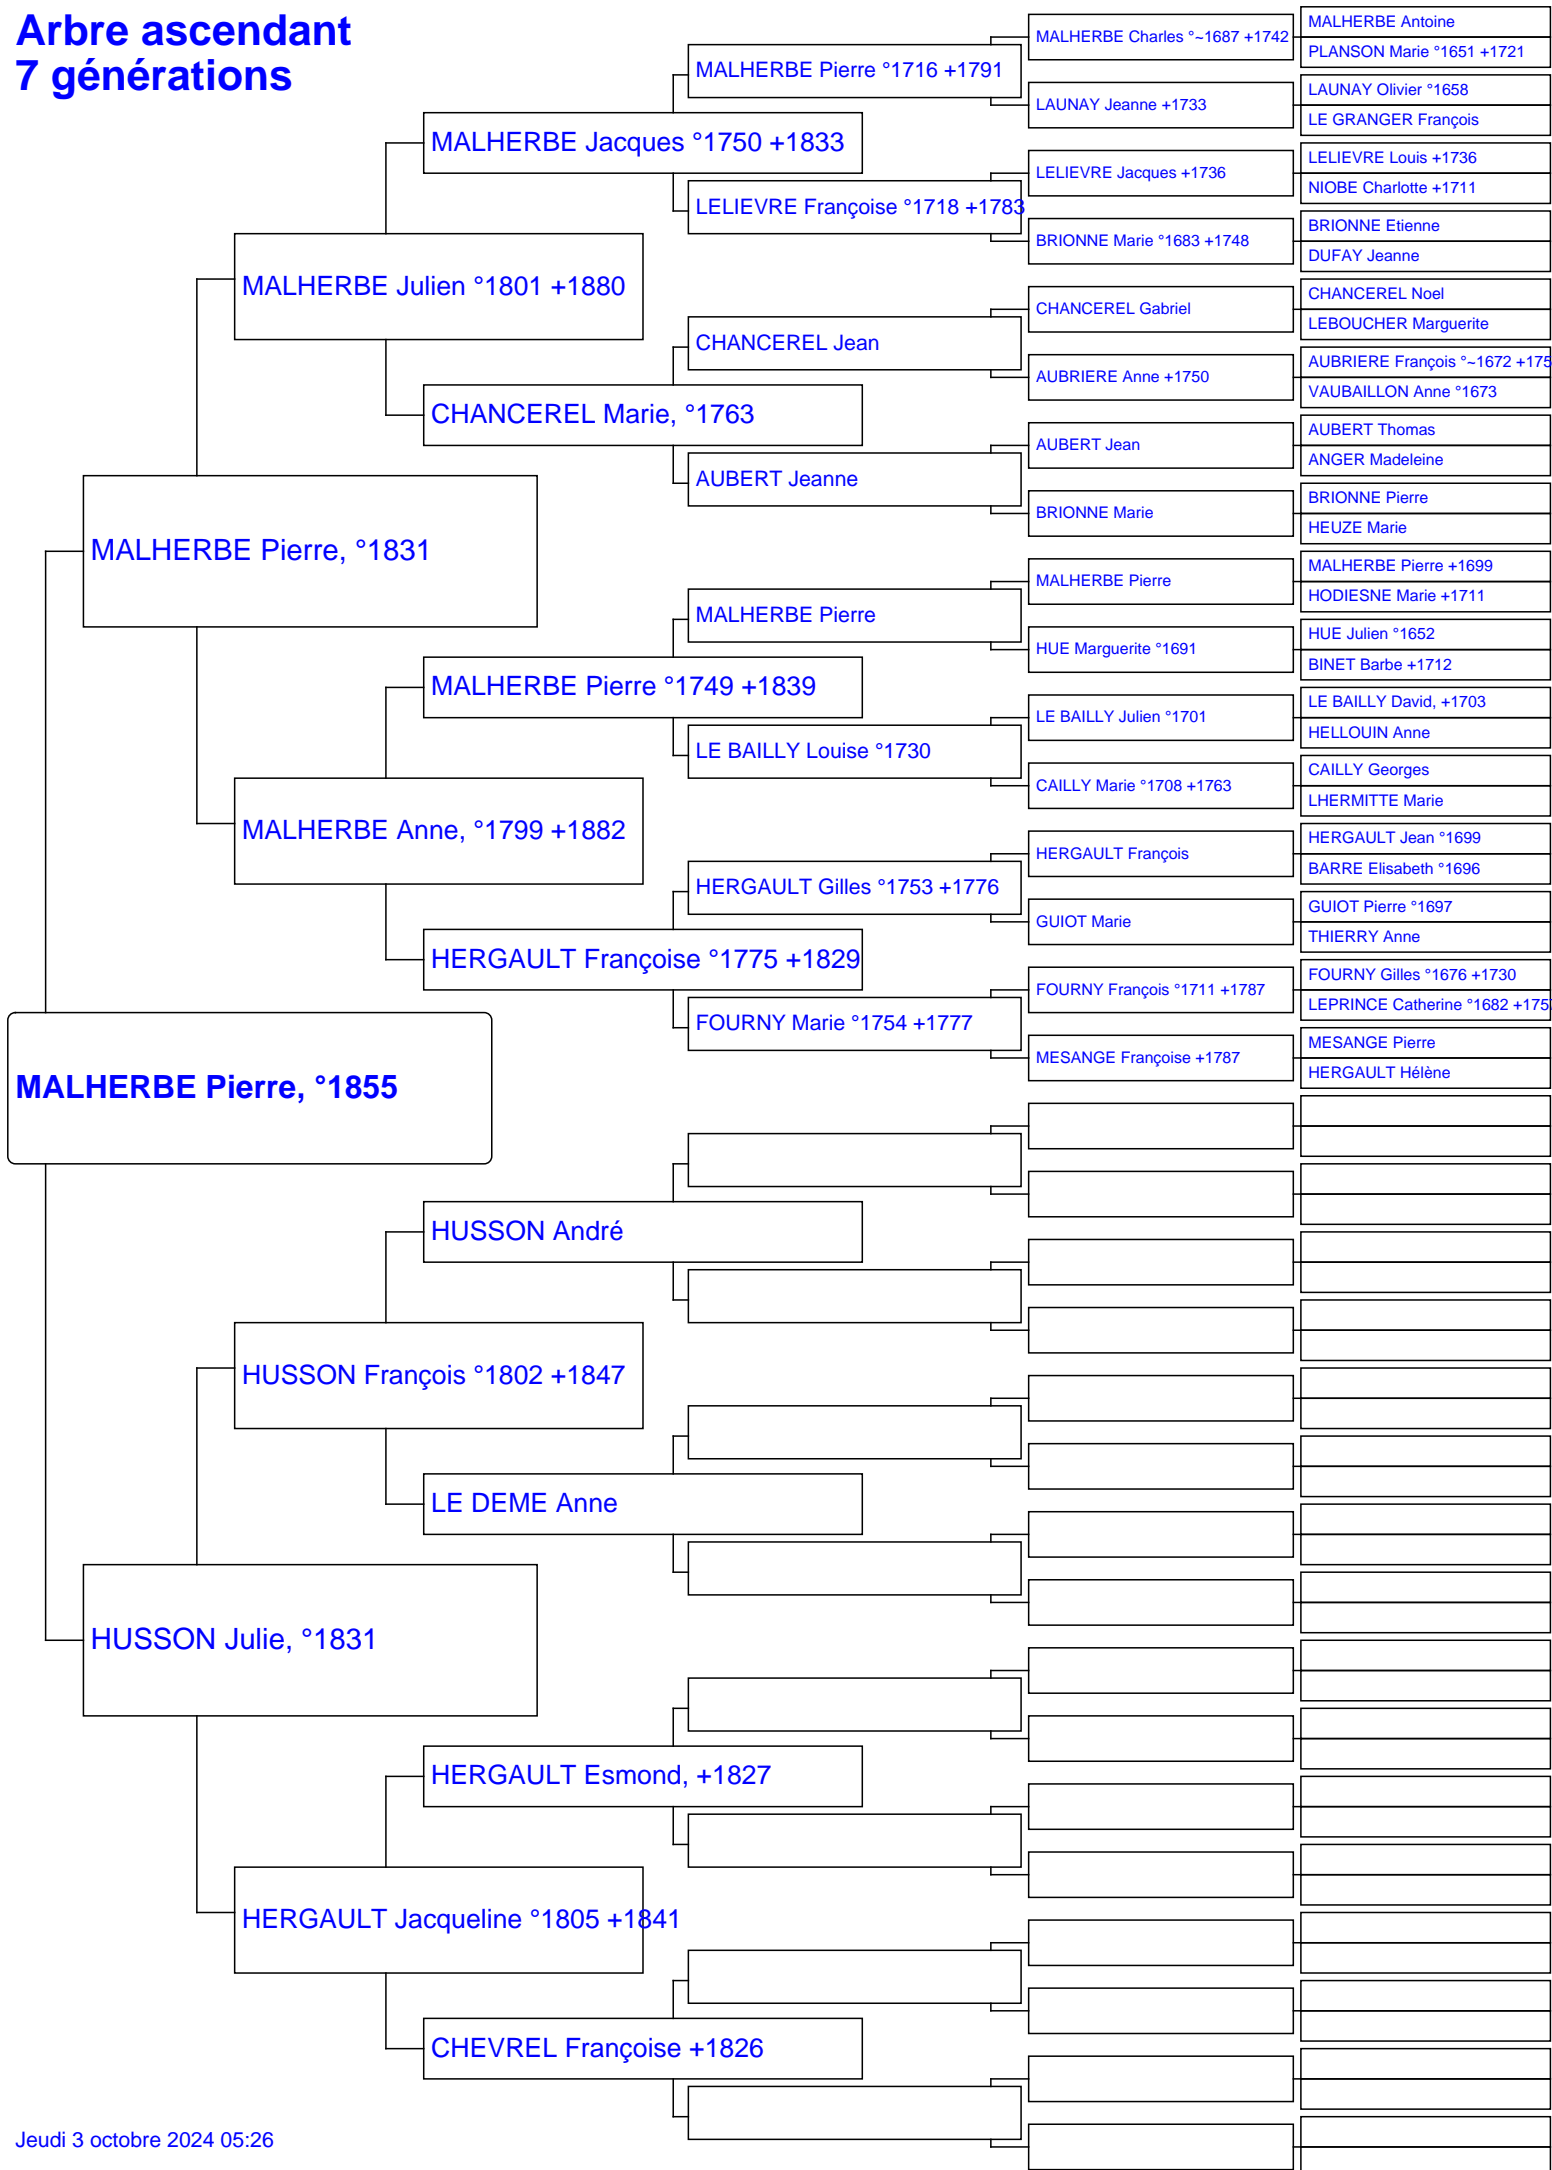 Arbre ascendant
7 générations
MALHERBE Pierre, °1855
MALHERBE Pierre, °1831
HUSSON Julie, °1831
MALHERBE Julien °1801 +1880
MALHERBE Anne, °1799 +1882
HUSSON François °1802 +1847
HERGAULT Jacqueline °1805 +1841
MALHERBE Jacques °1750 +1833
CHANCEREL Marie, °1763
MALHERBE Pierre °1749 +1839
HERGAULT Françoise °1775 +1829
HUSSON André
LE DEME Anne
HERGAULT Esmond, +1827
CHEVREL Françoise +1826
MALHERBE Pierre °1716 +1791
LELIEVRE Françoise °1718 +1783
CHANCEREL Jean
AUBERT Jeanne
MALHERBE Pierre
LE BAILLY Louise °1730
HERGAULT Gilles °1753 +1776
FOURNY Marie °1754 +1777
MALHERBE Charles °~1687 +1742
LAUNAY Jeanne +1733
LELIEVRE Jacques +1736
BRIONNE Marie °1683 +1748
CHANCEREL Gabriel
AUBRIERE Anne +1750
AUBERT Jean
BRIONNE Marie
MALHERBE Pierre
HUE Marguerite °1691
LE BAILLY Julien °1701
CAILLY Marie °1708 +1763
HERGAULT François
GUIOT Marie
FOURNY François °1711 +1787
MESANGE Françoise +1787
MALHERBE Antoine
PLANSON Marie °1651 +1721
LAUNAY Olivier °1658
LE GRANGER François
LELIEVRE Louis +1736
NIOBE Charlotte +1711
BRIONNE Etienne
DUFAY Jeanne
CHANCEREL Noel
LEBOUCHER Marguerite
AUBRIERE François °~1672 +175
VAUBAILLON Anne °1673
AUBERT Thomas
ANGER Madeleine
BRIONNE Pierre
HEUZE Marie
MALHERBE Pierre +1699
HODIESNE Marie +1711
HUE Julien °1652
BINET Barbe +1712
LE BAILLY David, +1703
HELLOUIN Anne
CAILLY Georges
LHERMITTE Marie
HERGAULT Jean °1699
BARRE Elisabeth °1696
GUIOT Pierre °1697
THIERRY Anne
FOURNY Gilles °1676 +1730
LEPRINCE Catherine °1682 +175
MESANGE Pierre
HERGAULT Hélène
Jeudi 3 octobre 2024 05:26